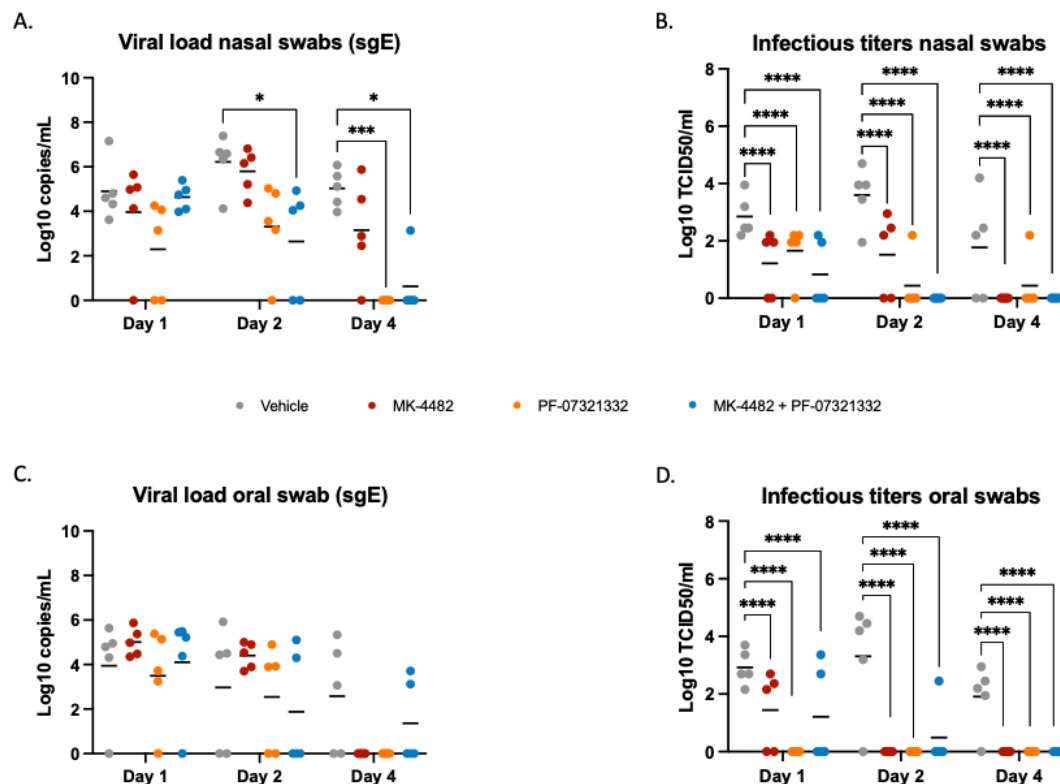 A.
Viral load nasal swabs (sgE)
Log10 copies/mL
10
8
6
4
2
0
*
*
***
Day 1
Day 2
Day 4
B.
Infectious titers nasal swabs
Log10 TCID50/ml
8
6
4
2
0
****
****
****
****
****
****
****
****
****
Day 1
Day 2
Day 4
Vehicle
MK-4482
PF-07321332
MK-4482 + PF-07321332
C.
Viral load oral swab (sgE)
Log10 copies/mL
10
8
6
4
2
0
Day 1
Day 2
Day 4
D.
Infectious titers oral swabs
Log10 TCID50/ml
8
6
4
2
0
****
****
****
****
****
****
****
****
****
Day 1
Day 2
Day 4